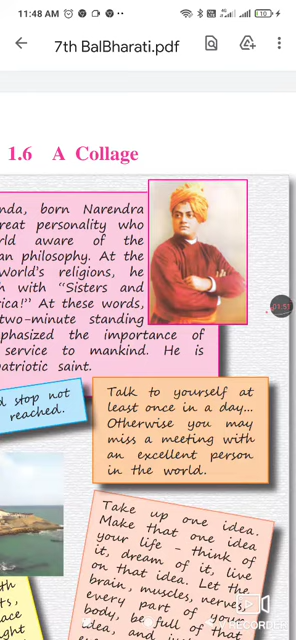 11:48 AM
7th BalBharati.pdf
1.6 A Collage
nda, born Narendra
reat personality who
rld aware of the
an philosophy. At the
World's religions, he
h with "Sisters and
rica!" At these words,
two-minute standing
phasized the importance of
service to mankind. He is
patriotic saint.
d stop not
reached.
Talk to yourself at
least once in a day...
Otherwise you may
miss a meeting with
an excellent person
in the world.
Take up one idea.
Make that one idea
your life - think of
it, dream of it, live
on that idea. Let the
brain, muscles, nerves,
every part of your
body, be full of that
idea, and
01:51
RECORDER